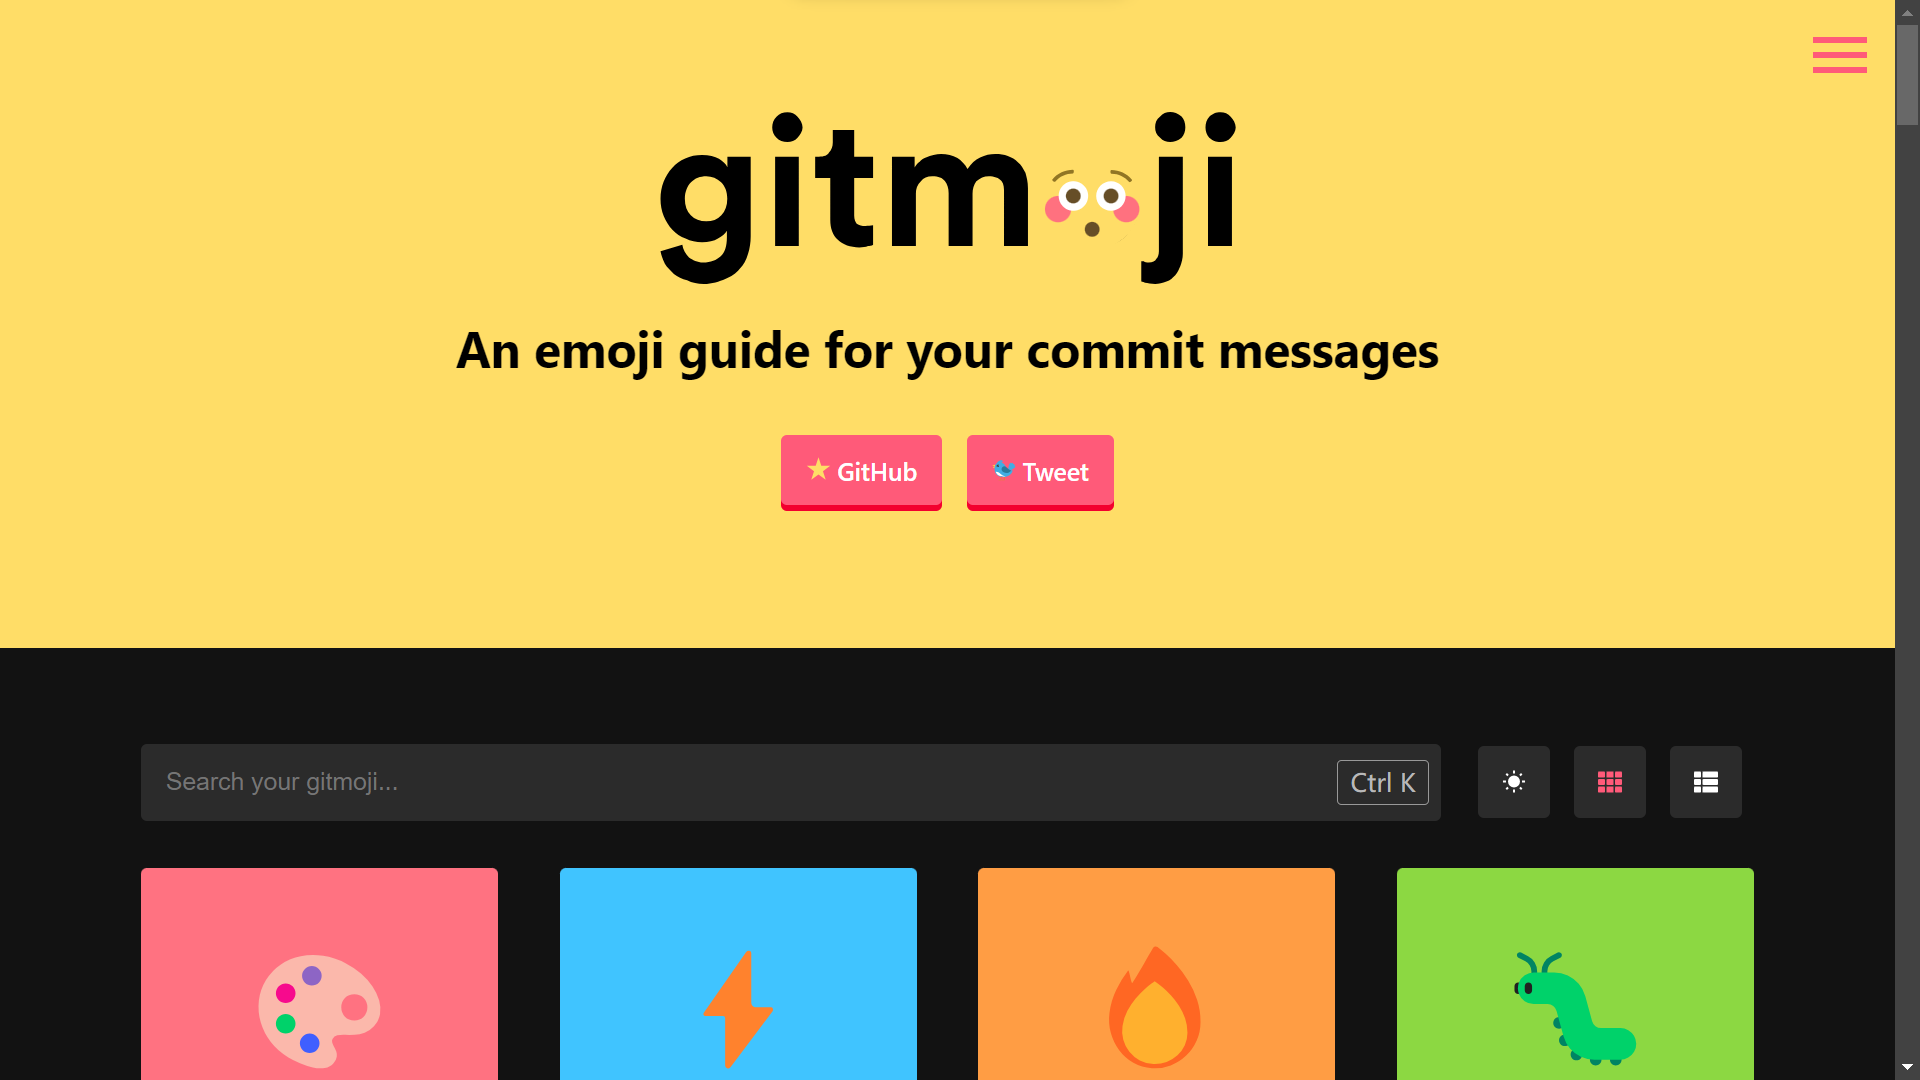 gitmoji
An emoji guide for your commit messages
GitHub
Tweet
Search your gitmoji...
Ctrl K